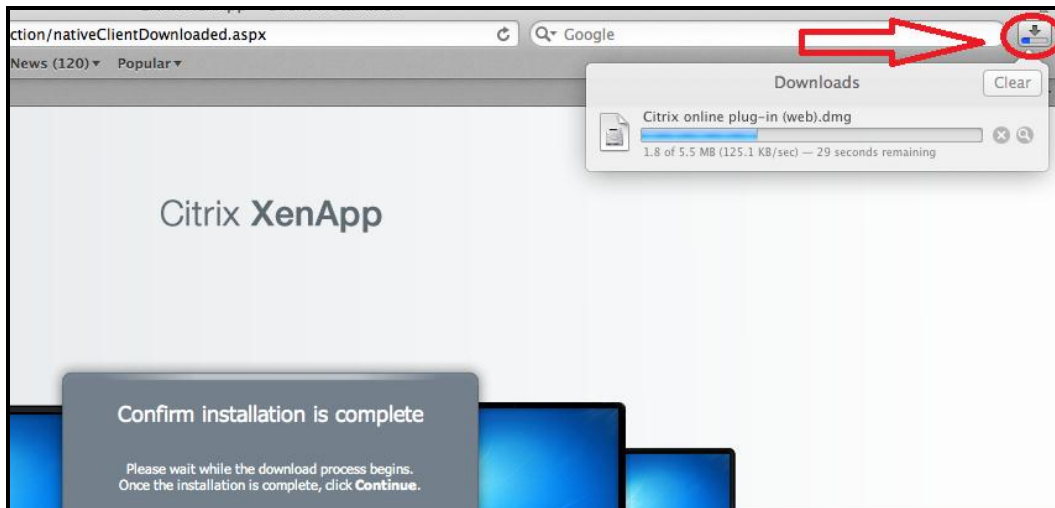 ction/nativeClientDownloaded.aspx
Google
News (120) Popular
Downloads
Clear
Citrix online plug-in (web).dmg
1.8 of 5.5 MB (125.1 KB/sec) — 29 seconds remaining
Citrix XenApp
Confirm installation is complete
Please wait while the download process begins.
Once the installation is complete, click Continue.